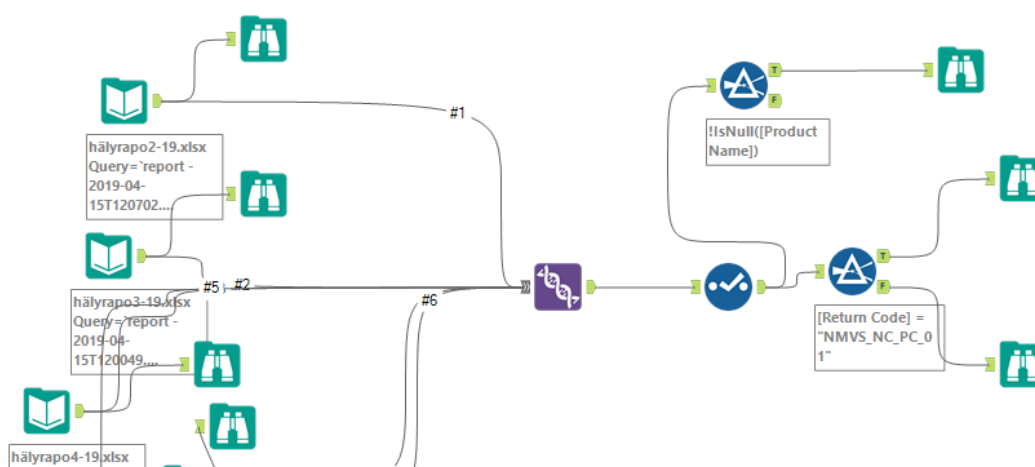 #1
hälyrapo2-19.xlsx
Query=`report -
2019-04-
15T120702....
#5
#2
#6
hälyrapo3-19.xlsx
Query=`report -
2019-04-
15T120049....
hälyrapo4-19.xlsx
T
F
!IsNull([Product
Name])
T
F
[Return Code] =
"NMVS_NC_PC_0
1"